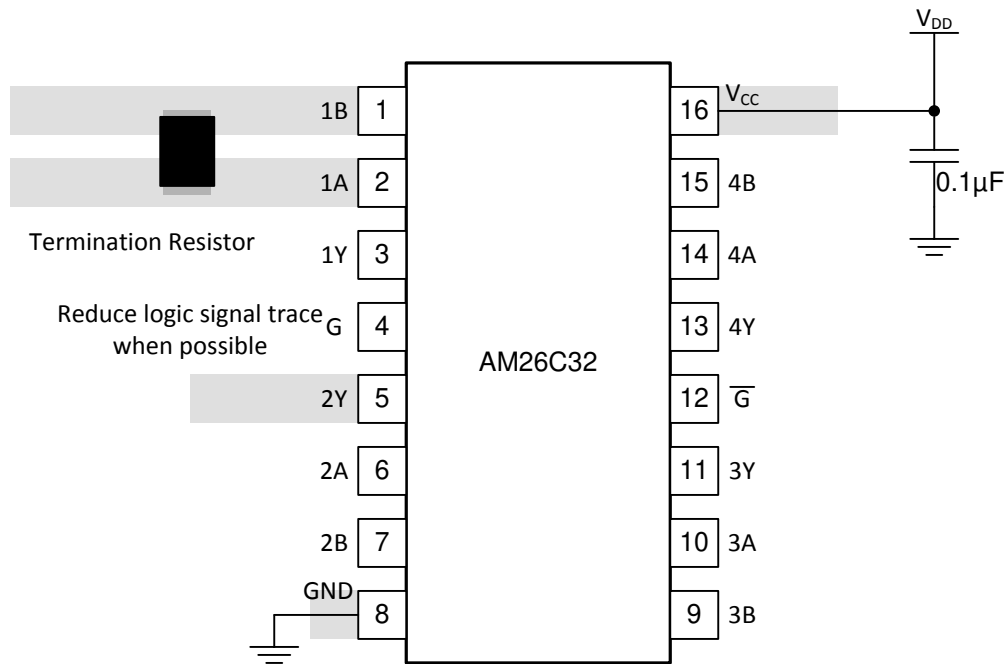 V_DD
1B 1
16 V_CC
0.1µF
1A 2
15 4B
Termination Resistor
1Y 3
14 4A
Reduce logic signal trace
when possible
G 4
13 4Y
AM26C32
2Y 5
12 G̅
2A 6
11 3Y
2B 7
10 3A
GND
8
9 3B